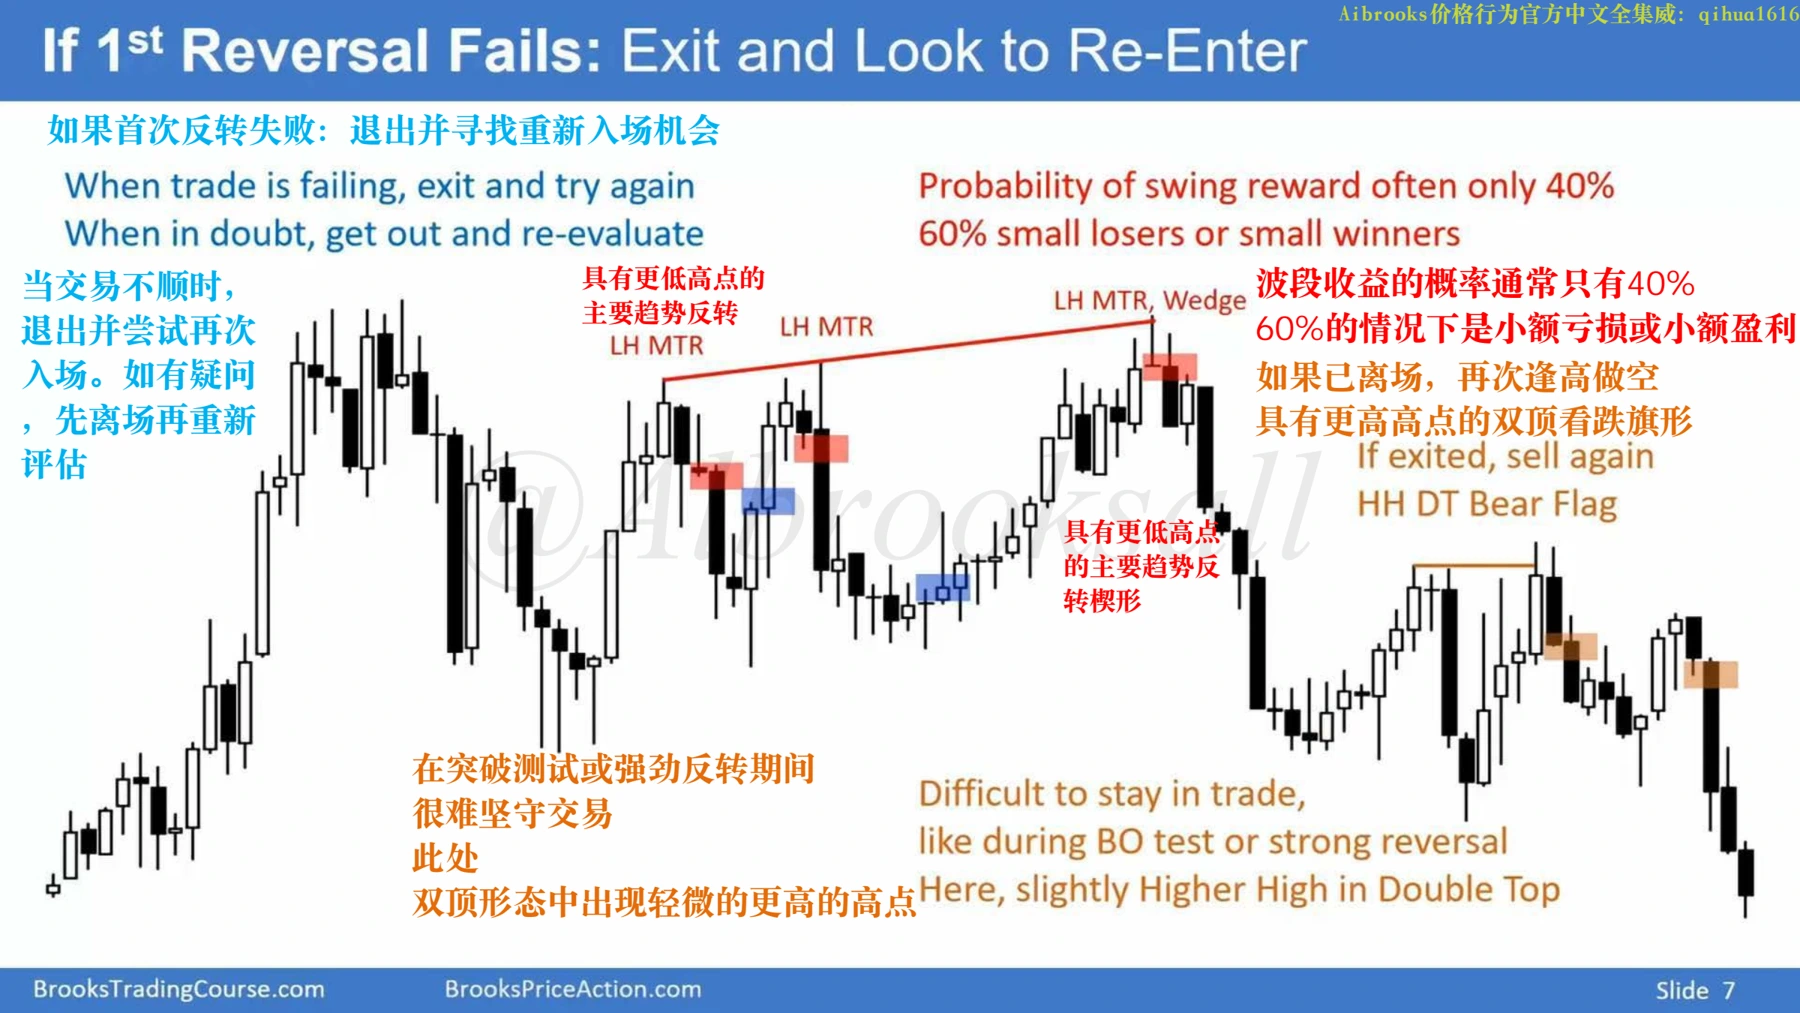 Aibrooks价格行为官方中文全集威：qihua1616
If 1st Reversal Fails: Exit and Look to Re-Enter
如果首次反转失败：退出并寻找重新入场机会
When trade is failing, exit and try again
When in doubt, get out and re-evaluate
Probability of swing reward often only 40%
60% small losers or small winners
当交易不顺时，
退出并尝试再次
入场。如有疑问
，先离场再重新
评估
具有更低高点的
主要趋势反转
LH MTR
LH MTR
LH MTR, Wedge
波段收益的概率通常只有40%
60%的情况下是小额亏损或小额盈利
如果已离场，再次逢高做空
具有更高高点的双顶看跌旗形
If exited, sell again
HH DT Bear Flag
@Albrooksall
具有更低高点
的主要趋势反
转楔形
在突破测试或强劲反转期间
很难坚守交易
此处
双顶形态中出现轻微的更高的高点
Difficult to stay in trade,
like during BO test or strong reversal
Here, slightly Higher High in Double Top
BrooksTradingCourse.com
BrooksPriceAction.com
Slide 7